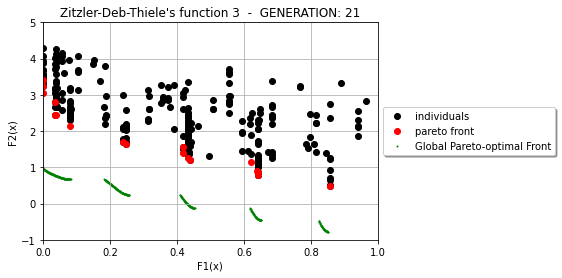 Zitzler-Deb-Thiele's function 3 - GENERATION: 21
5
4
3
2
1
0
−1
F2(x)
0.0 0.2 0.4 0.6 0.8 1.0
F1(x)
individuals
pareto front
Global Pareto-optimal Front